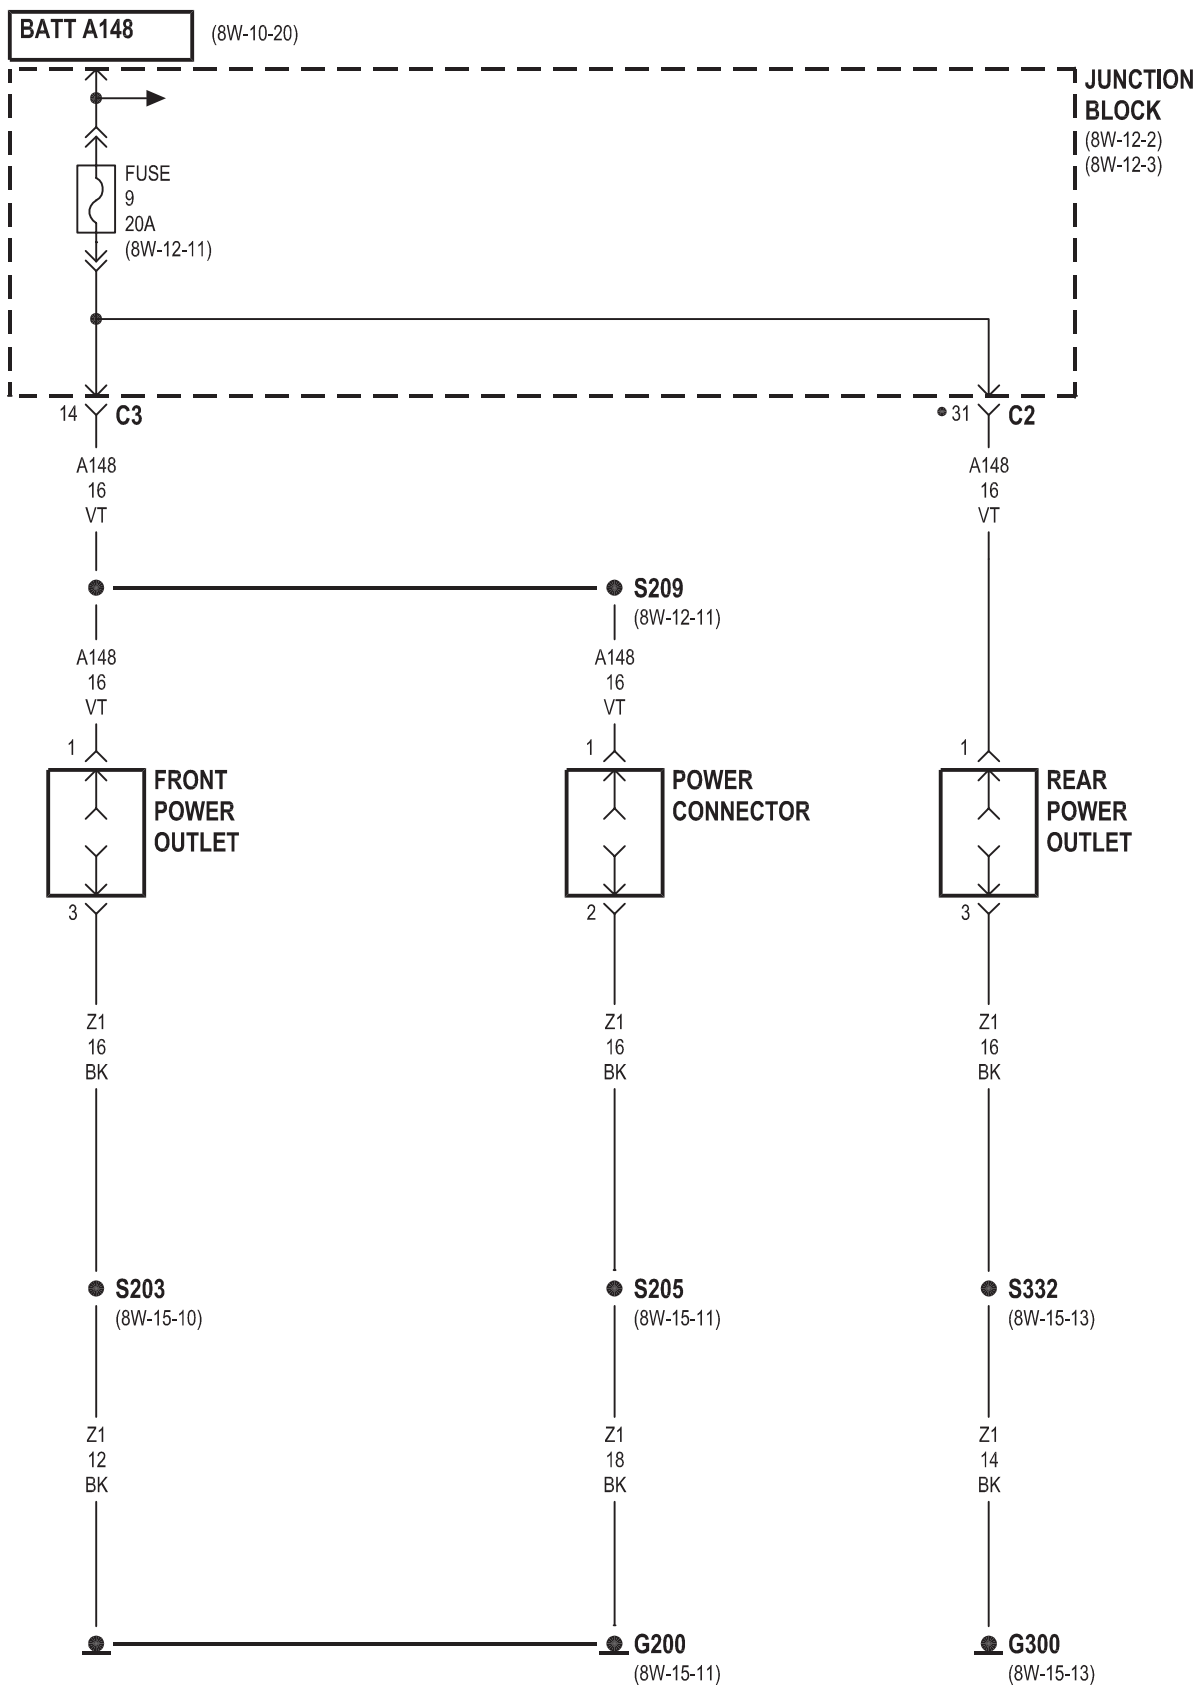 BATT A148
(8W-10-20)
JUNCTION
BLOCK
(8W-12-2)
(8W-12-3)
FUSE
9
20A
(8W-12-11)
14
C3
• 31
C2
A148
16
VT
A148
16
VT
S209
(8W-12-11)
A148
16
VT
A148
16
VT
1
FRONT
POWER
OUTLET
3
1
POWER
CONNECTOR
2
1
REAR
POWER
OUTLET
3
Z1
16
BK
Z1
16
BK
Z1
16
BK
S203
(8W-15-10)
S205
(8W-15-11)
S332
(8W-15-13)
Z1
12
BK
Z1
18
BK
Z1
14
BK
G200
(8W-15-11)
G300
(8W-15-13)